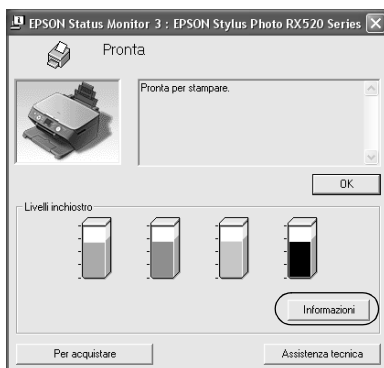 EPSON Status Monitor 3 : EPSON Stylus Photo RX520 Series
Pronta
Pronta per stampare.
OK
Livelli inchiostro
Informazioni
Per acquistare
Assistenza tecnica